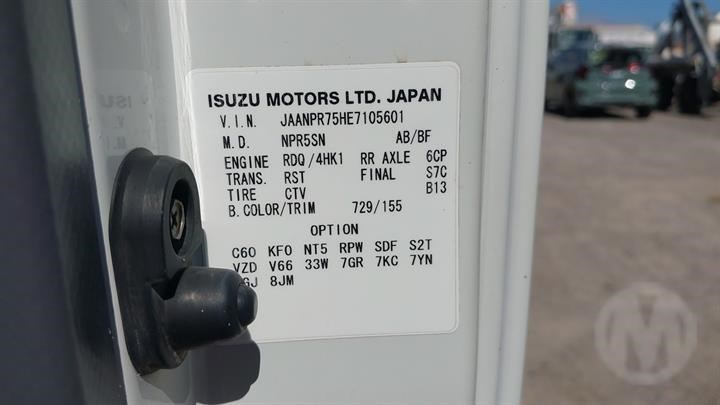 ISUZU MOTORS LTD. JAPAN
V.I.N. JAANPR75HE7105601
M.D. NPR5SN AB/BF
ENGINE RDQ/4HK1 RR AXLE 6CP
TRANS. RST FINAL S7C
TIRE CTV B13
B.COLOR/TRIM 729/155
OPTION
C60 KFO NT5 RPW SDF S2T
VZD V66 33W 7GR 7KC 7YN
8JM
M